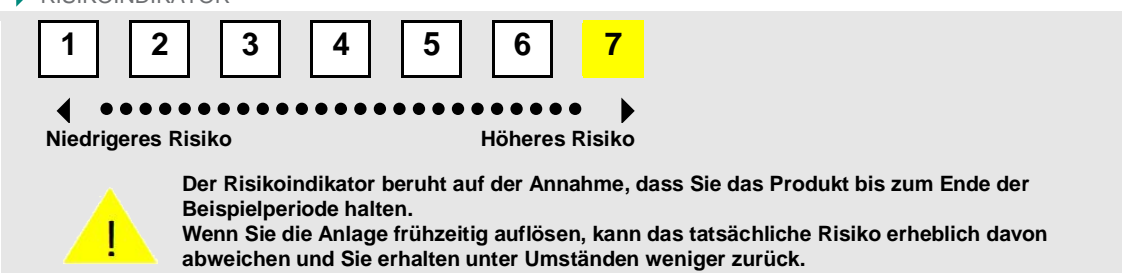 RISIKOINDIKATOR
1 2 3 4 5 6 7
Niedrigeres Risiko Höheres Risiko
Der Risikoindikator beruht auf der Annahme, dass Sie das Produkt bis zum Ende der
Beispielperiode halten.
! Wenn Sie die Anlage frühzeitig auflösen, kann das tatsächliche Risiko erheblich davon
abweichen und Sie erhalten unter Umständen weniger zurück.